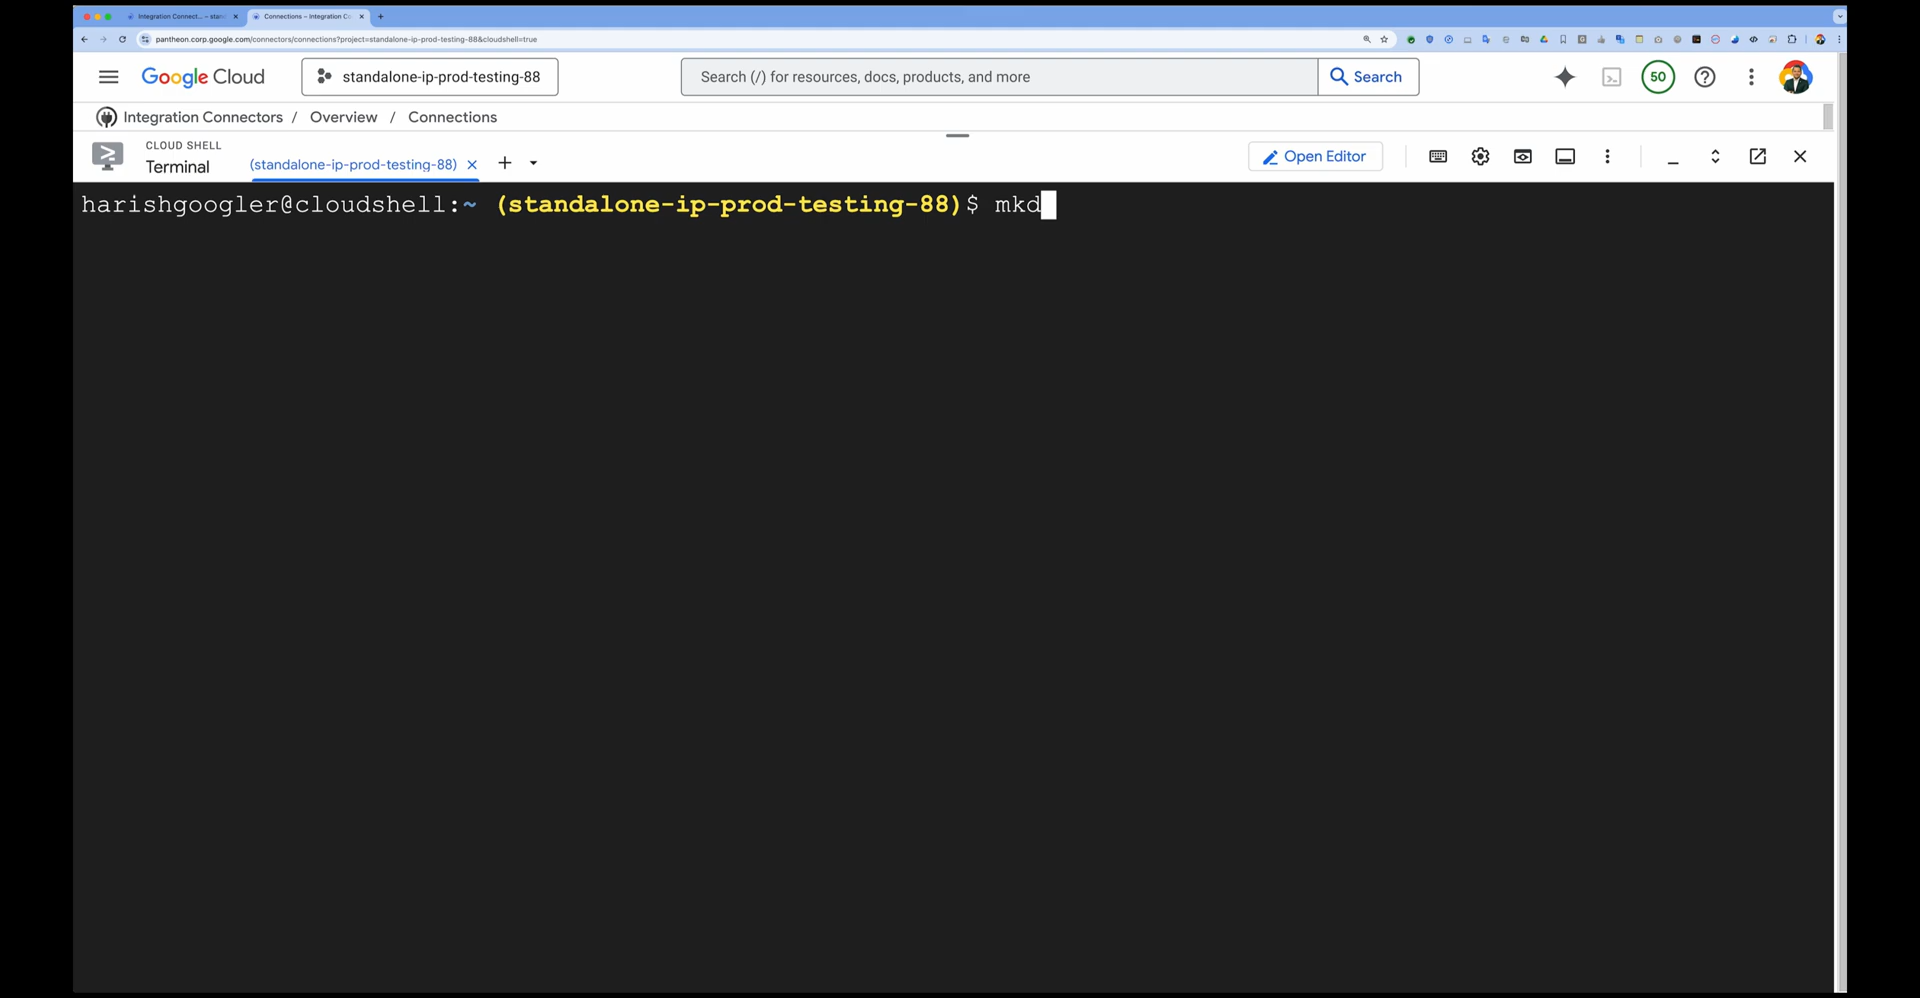 Integration Connect... – stan
Connections – Integration Co
pantheon.corp.google.com/connectors/connections?project=standalone-ip-prod-testing-88&cloudshell=true
Google Cloud
standalone-ip-prod-testing-88
Search (/) for resources, docs, products, and more
Search
50
Integration Connectors / Overview / Connections
CLOUD SHELL
Terminal
(standalone-ip-prod-testing-88)
Open Editor
harishgoogler@cloudshell:~ (standalone-ip-prod-testing-88)$ mkd